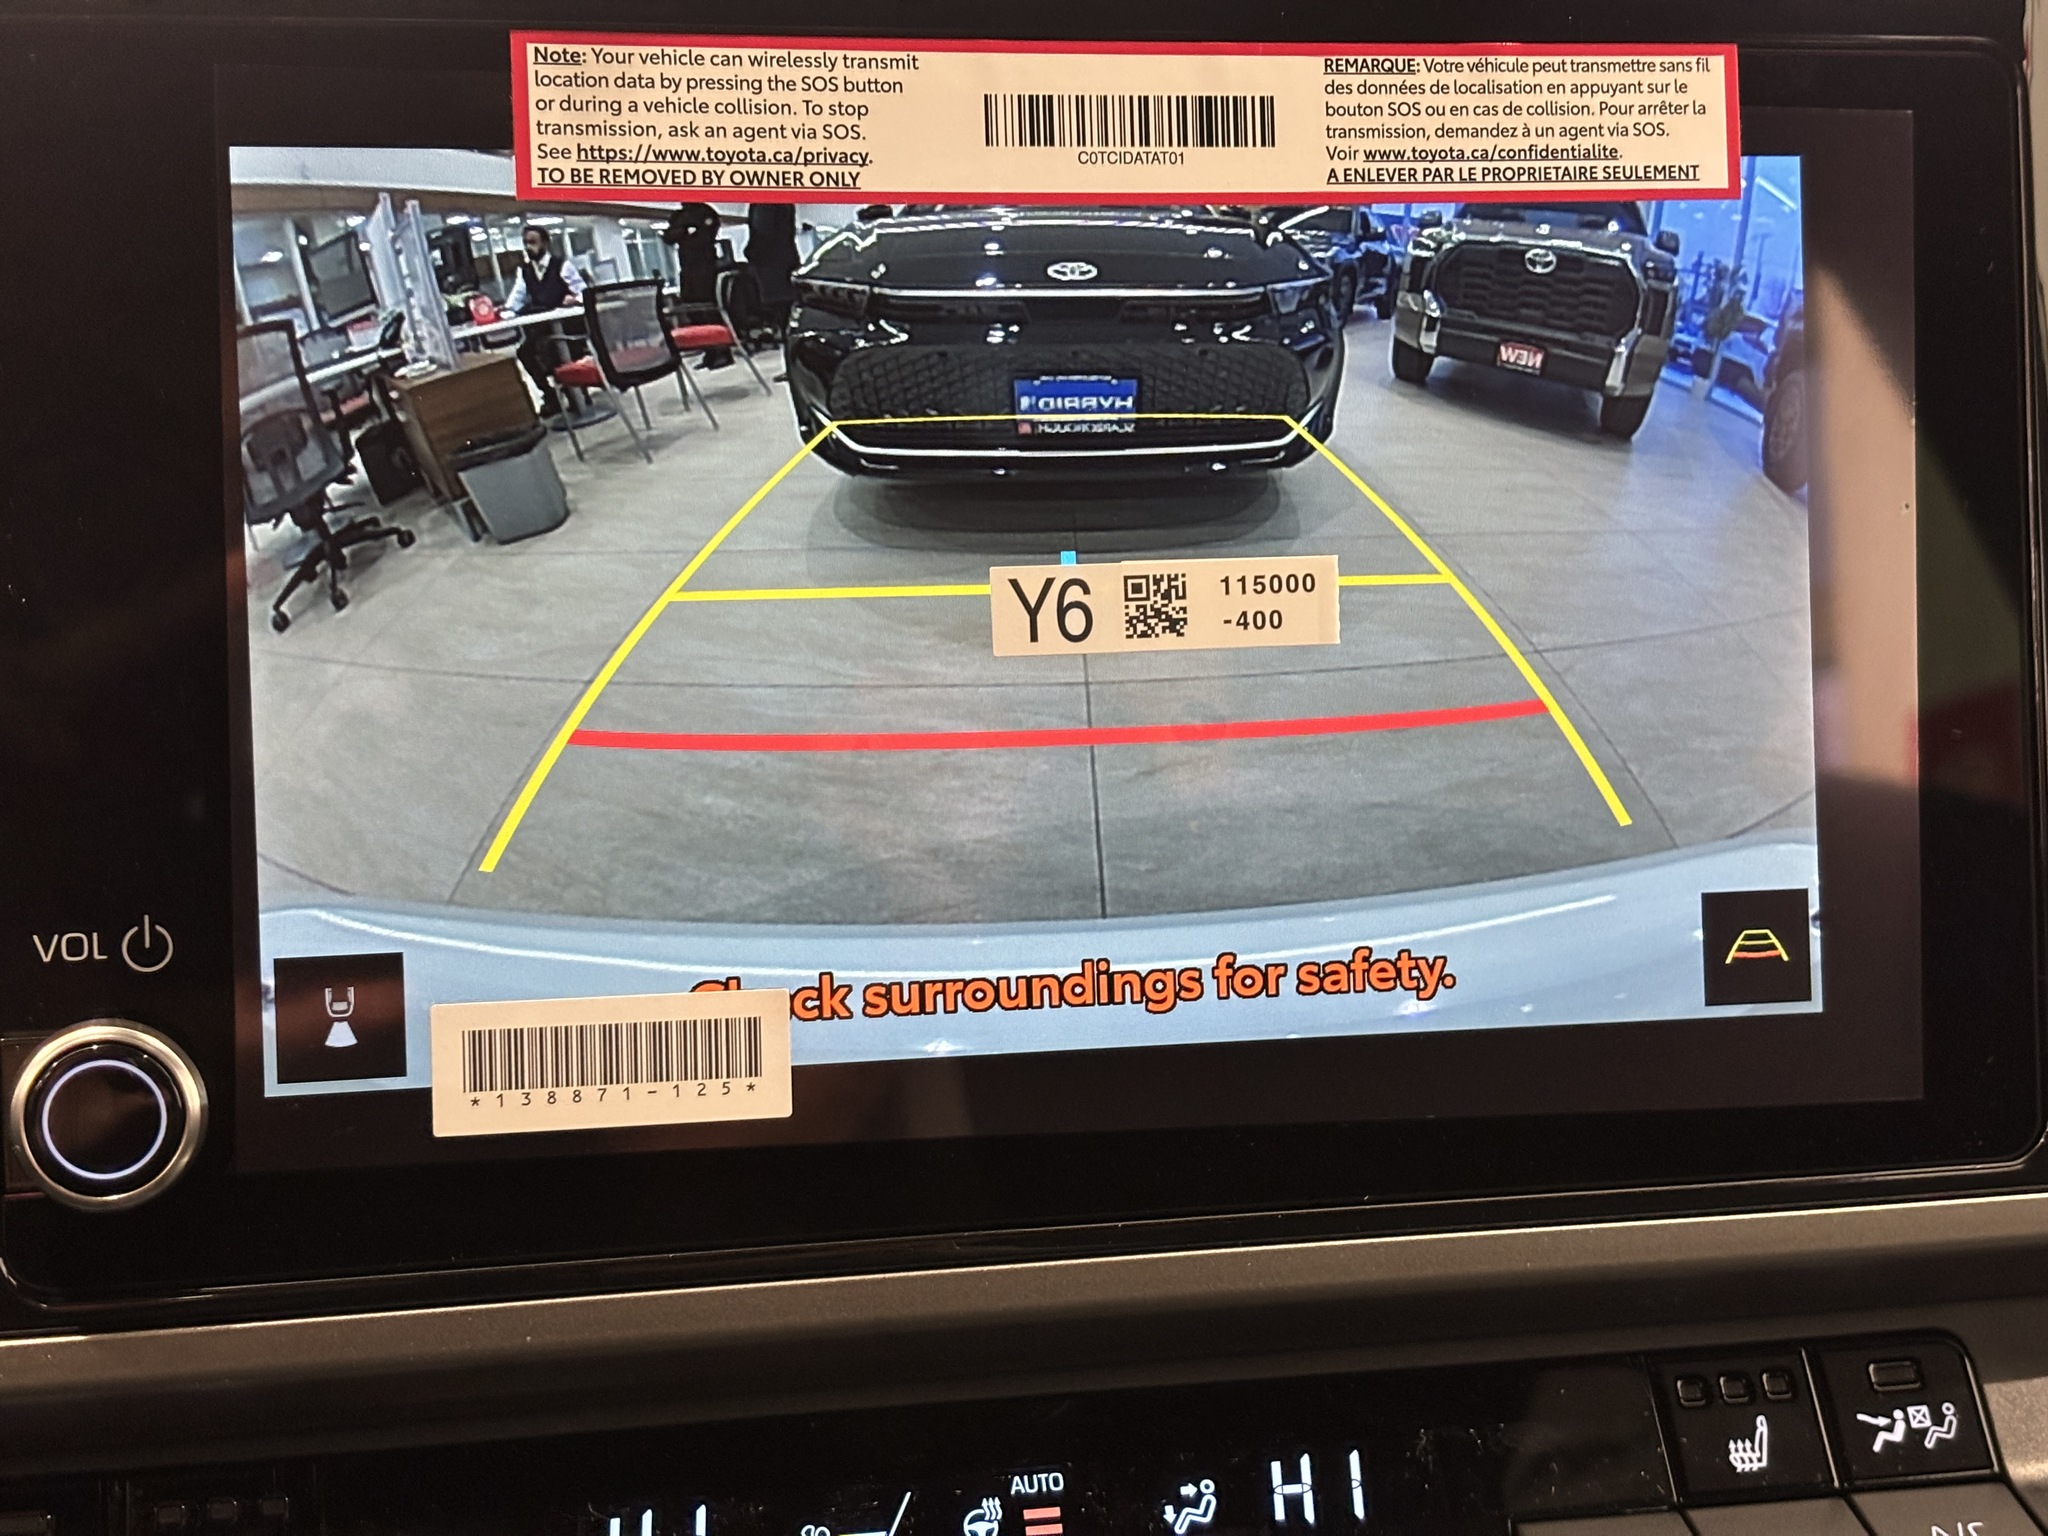 Note: Your vehicle can wirelessly transmit
location data by pressing the SOS button
or during a vehicle collision. To stop
transmission, ask an agent via SOS.
See https://www.toyota.ca/privacy.
TO BE REMOVED BY OWNER ONLY
C0TCIDATAT01
REMARQUE: Votre véhicule peut transmettre sans fil
des données de localisation en appuyant sur le
bouton SOS ou en cas de collision. Pour arrêter la
transmission, demandez à un agent via SOS.
Voir www.toyota.ca/confidentialite.
A ENLEVER PAR LE PROPRIETAIRE SEULEMENT
NEW
HYBRID
Y6
115000
-400
surroundings for safety.
*138871-125*
VOL
AUTO
HI